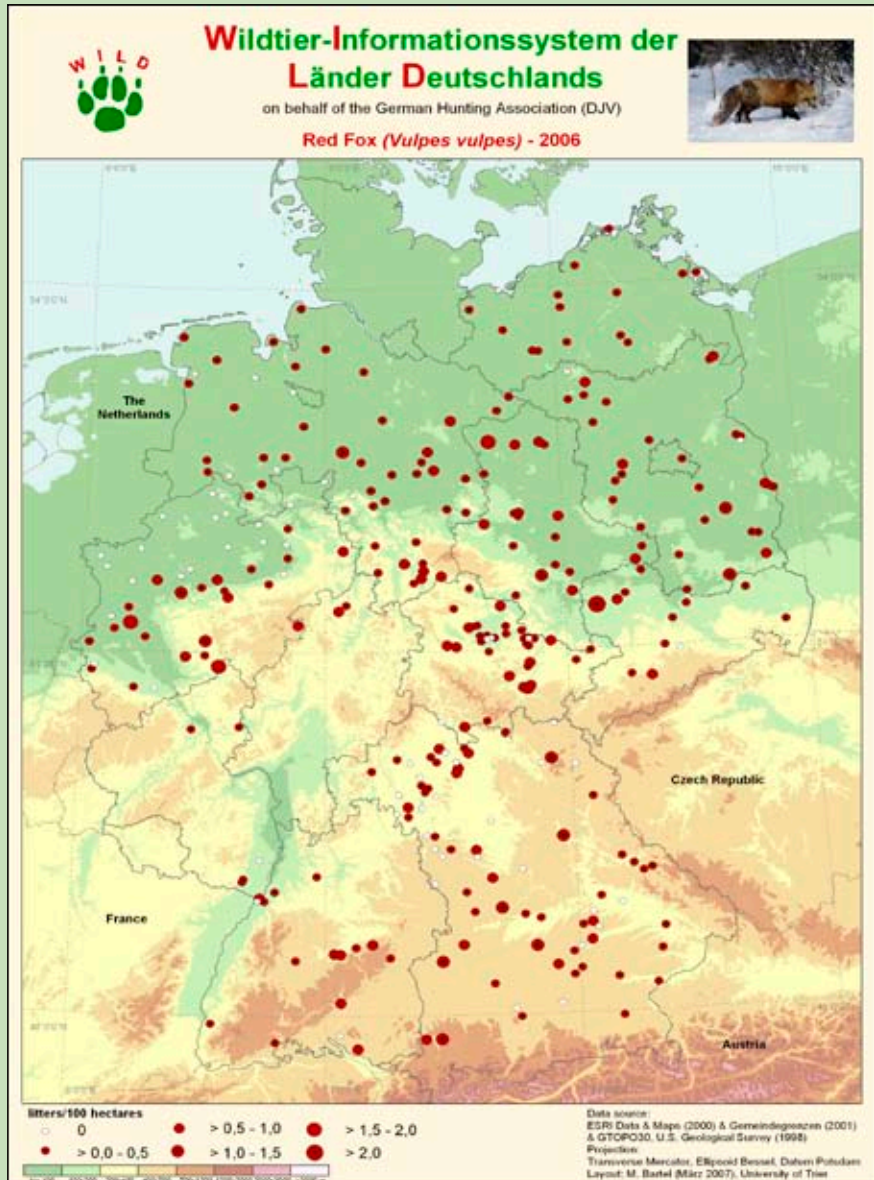 W I L D
Wildtier-Informationssystem der
Länder Deutschlands
on behalf of the German Hunting Association (DJV)
Red Fox (Vulpes vulpes) - 2006
The
Netherlands
Czech Republic
France
Austria
litters/100 hectares
0
> 0,5 - 1,0
> 1,5 - 2,0
> 0,0 - 0,5
> 1,0 - 1,5
> 2,0
Data source:
ESRI Data & Maps (2000) & Gemeindegrenzen (2001)
& GTOPO30, U.S. Geological Survey (1998)
Projection:
Transverse Mercator, Ellipsoid Bessel, Datum Potsdam
Layout: M. Bartel (März 2007), University of Trier